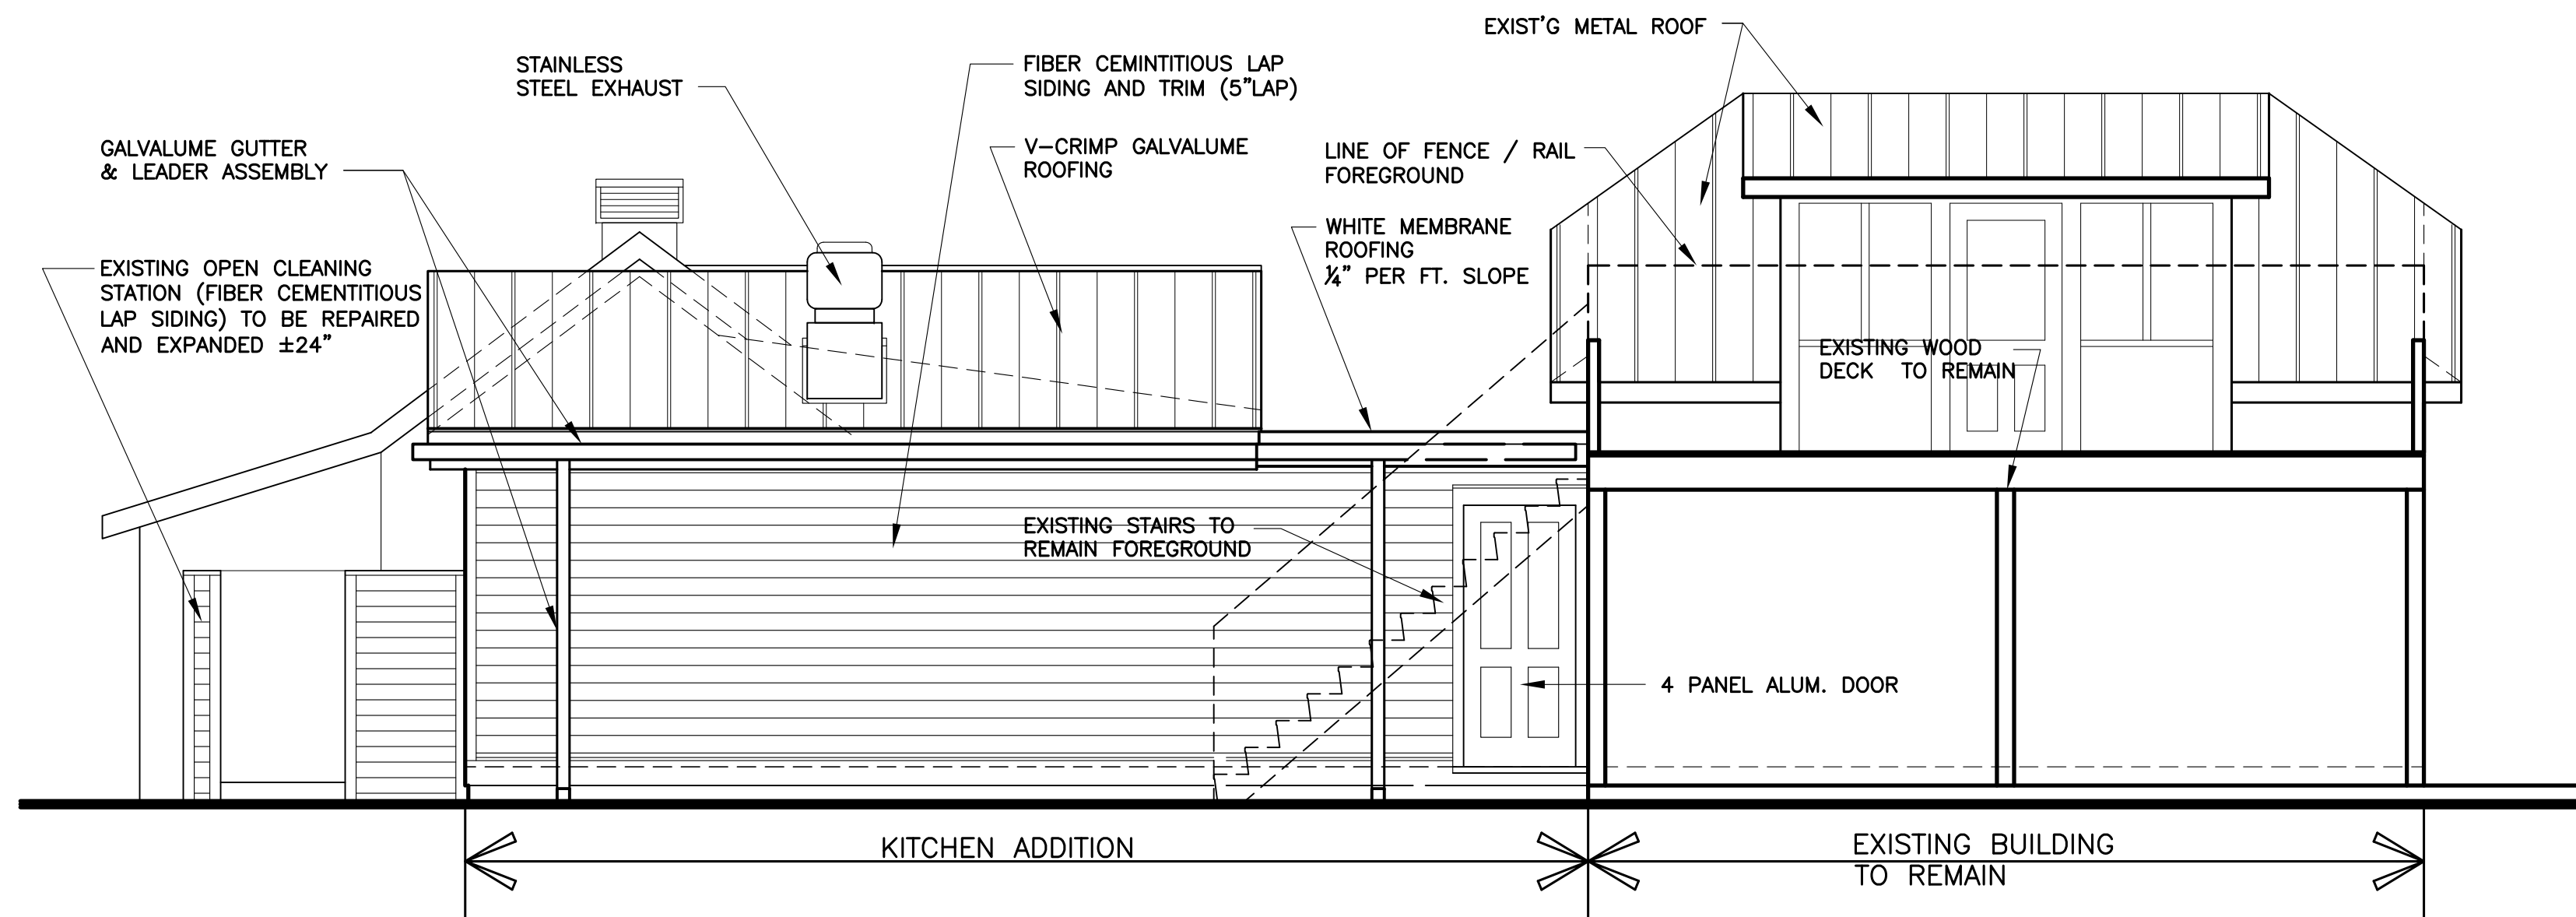 EXIST'G METAL ROOF
STAINLESS
STEEL EXHAUST
FIBER CEMINTITIOUS LAP
SIDING AND TRIM (5"LAP)
GALVALUME GUTTER
& LEADER ASSEMBLY
V-CRIMP GALVALUME
ROOFING
LINE OF FENCE / RAIL
FOREGROUND
WHITE MEMBRANE
ROOFING
¼" PER FT. SLOPE
EXISTING OPEN CLEANING
STATION (FIBER CEMENTITIOUS
LAP SIDING) TO BE REPAIRED
AND EXPANDED ±24"
EXISTING WOOD
DECK TO REMAIN
EXISTING STAIRS TO
REMAIN FOREGROUND
4 PANEL ALUM. DOOR
KITCHEN ADDITION
EXISTING BUILDING
TO REMAIN